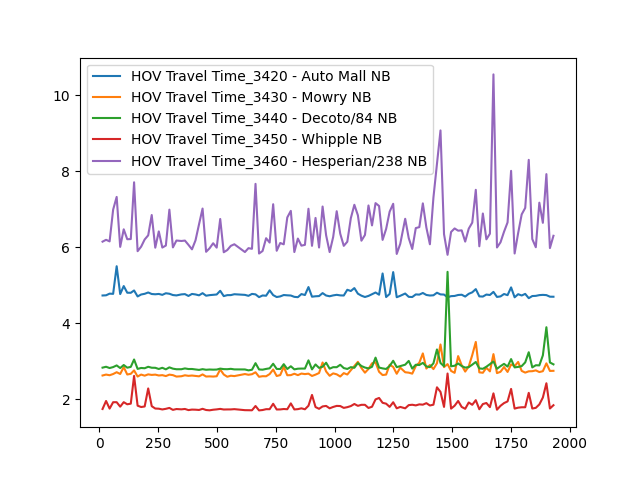 HOV Travel Time_3420 - Auto Mall NB
HOV Travel Time_3430 - Mowry NB
HOV Travel Time_3440 - Decoto/84 NB
HOV Travel Time_3450 - Whipple NB
HOV Travel Time_3460 - Hesperian/238 NB
10
8
6
4
2
0 250 500 750 1000 1250 1500 1750 2000